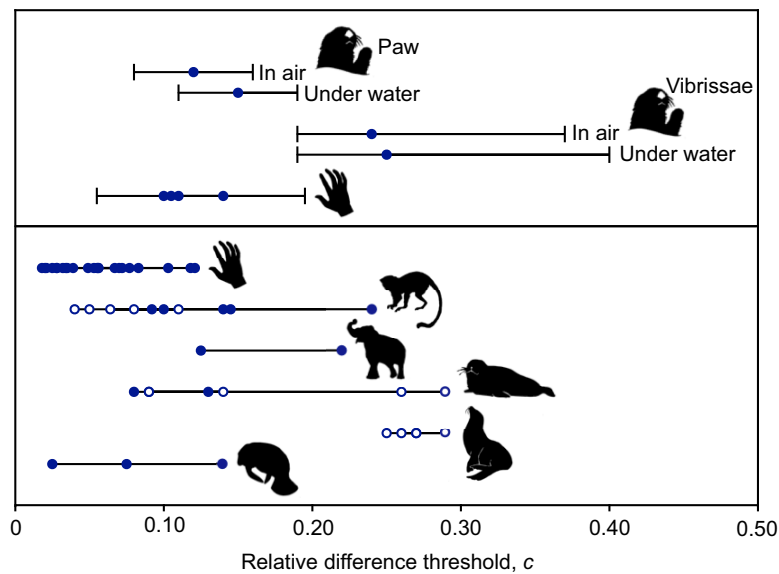 Paw
In air
Under water
Vibrissae
In air
Under water
0
0.10
0.20
0.30
0.40
0.50
Relative difference threshold, c